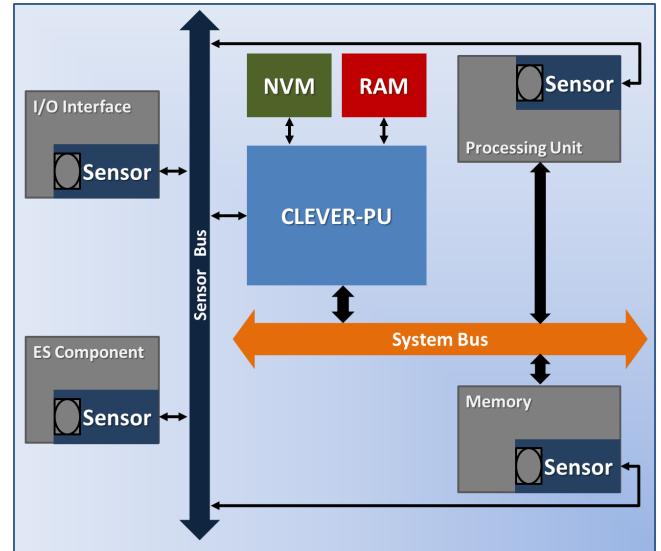 NVM
RAM
Sensor
Processing Unit
I/O Interface
Sensor
CLEVER-PU
Sensor Bus
System Bus
ES Component
Sensor
Memory
Sensor